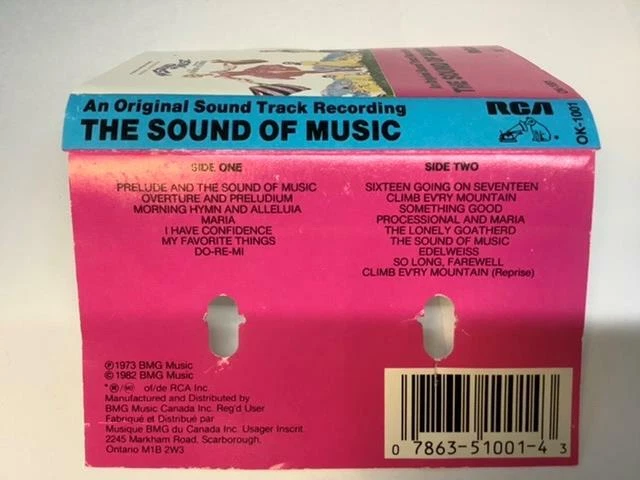 THE SOUND OF MUSIC
An Original Sound Track Recording
THE SOUND OF MUSIC
RCA
OK-1001
SIDE ONE
PRELUDE AND THE SOUND OF MUSIC
OVERTURE AND PRELUDIUM
MORNING HYMN AND ALLELUIA
MARIA
I HAVE CONFIDENCE
MY FAVORITE THINGS
DO-RE-MI
SIDE TWO
SIXTEEN GOING ON SEVENTEEN
CLIMB EV'RY MOUNTAIN
SOMETHING GOOD
PROCESSIONAL AND MARIA
THE LONELY GOATHERD
THE SOUND OF MUSIC
EDELWEISS
SO LONG, FAREWELL
CLIMB EV'RY MOUNTAIN (Reprise)
℗1973 BMG Music
© 1982 BMG Music
*®/MD of/de RCA Inc.
Manufactured and Distributed by
BMG Music Canada Inc. Reg'd User
Fabriqué et Distribué par
Musique BMG du Canada Inc. Usager Inscrit
2245 Markham Road, Scarborough,
Ontario M1B 2W3
0 7863-51001-4 3